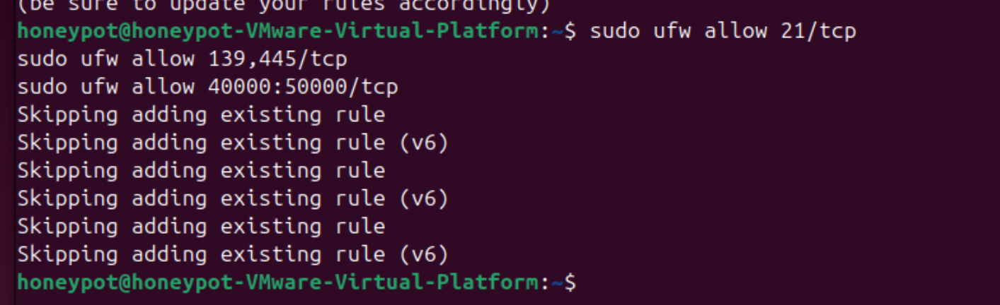 (be sure to update your rules accordingly)
honeypot@honeypot-VMware-Virtual-Platform:~$ sudo ufw allow 21/tcp
sudo ufw allow 139,445/tcp
sudo ufw allow 40000:50000/tcp
Skipping adding existing rule
Skipping adding existing rule (v6)
Skipping adding existing rule
Skipping adding existing rule (v6)
Skipping adding existing rule
Skipping adding existing rule (v6)
honeypot@honeypot-VMware-Virtual-Platform:~$